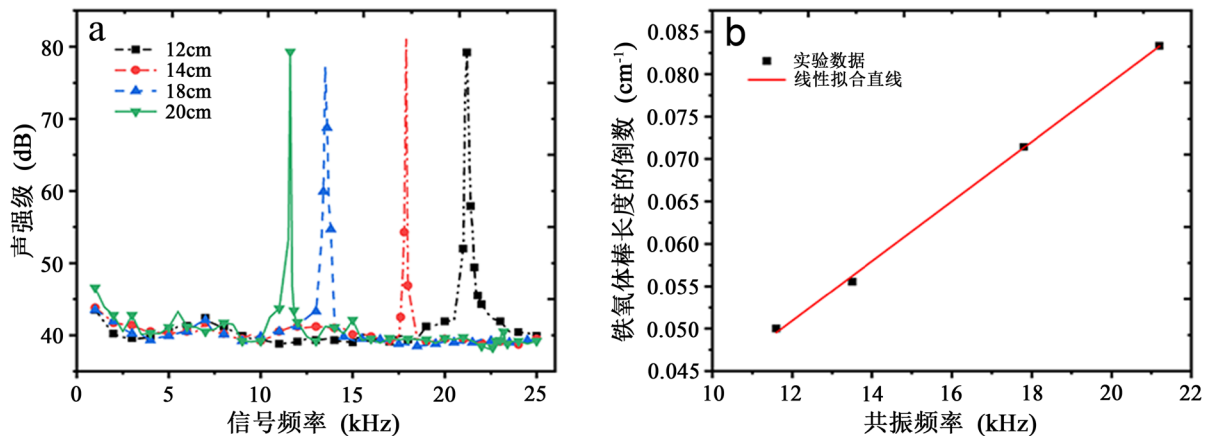 a
12cm
14cm
18cm
20cm
声强级 (dB)
80
70
60
50
40
0 5 10 15 20 25
信号频率 (kHz)
b
实验数据
线性拟合直线
铁氧体棒长度的倒数 (cm-1)
0.085
0.080
0.075
0.070
0.065
0.060
0.055
0.050
0.045
10 12 14 16 18 20 22
共振频率 (kHz)